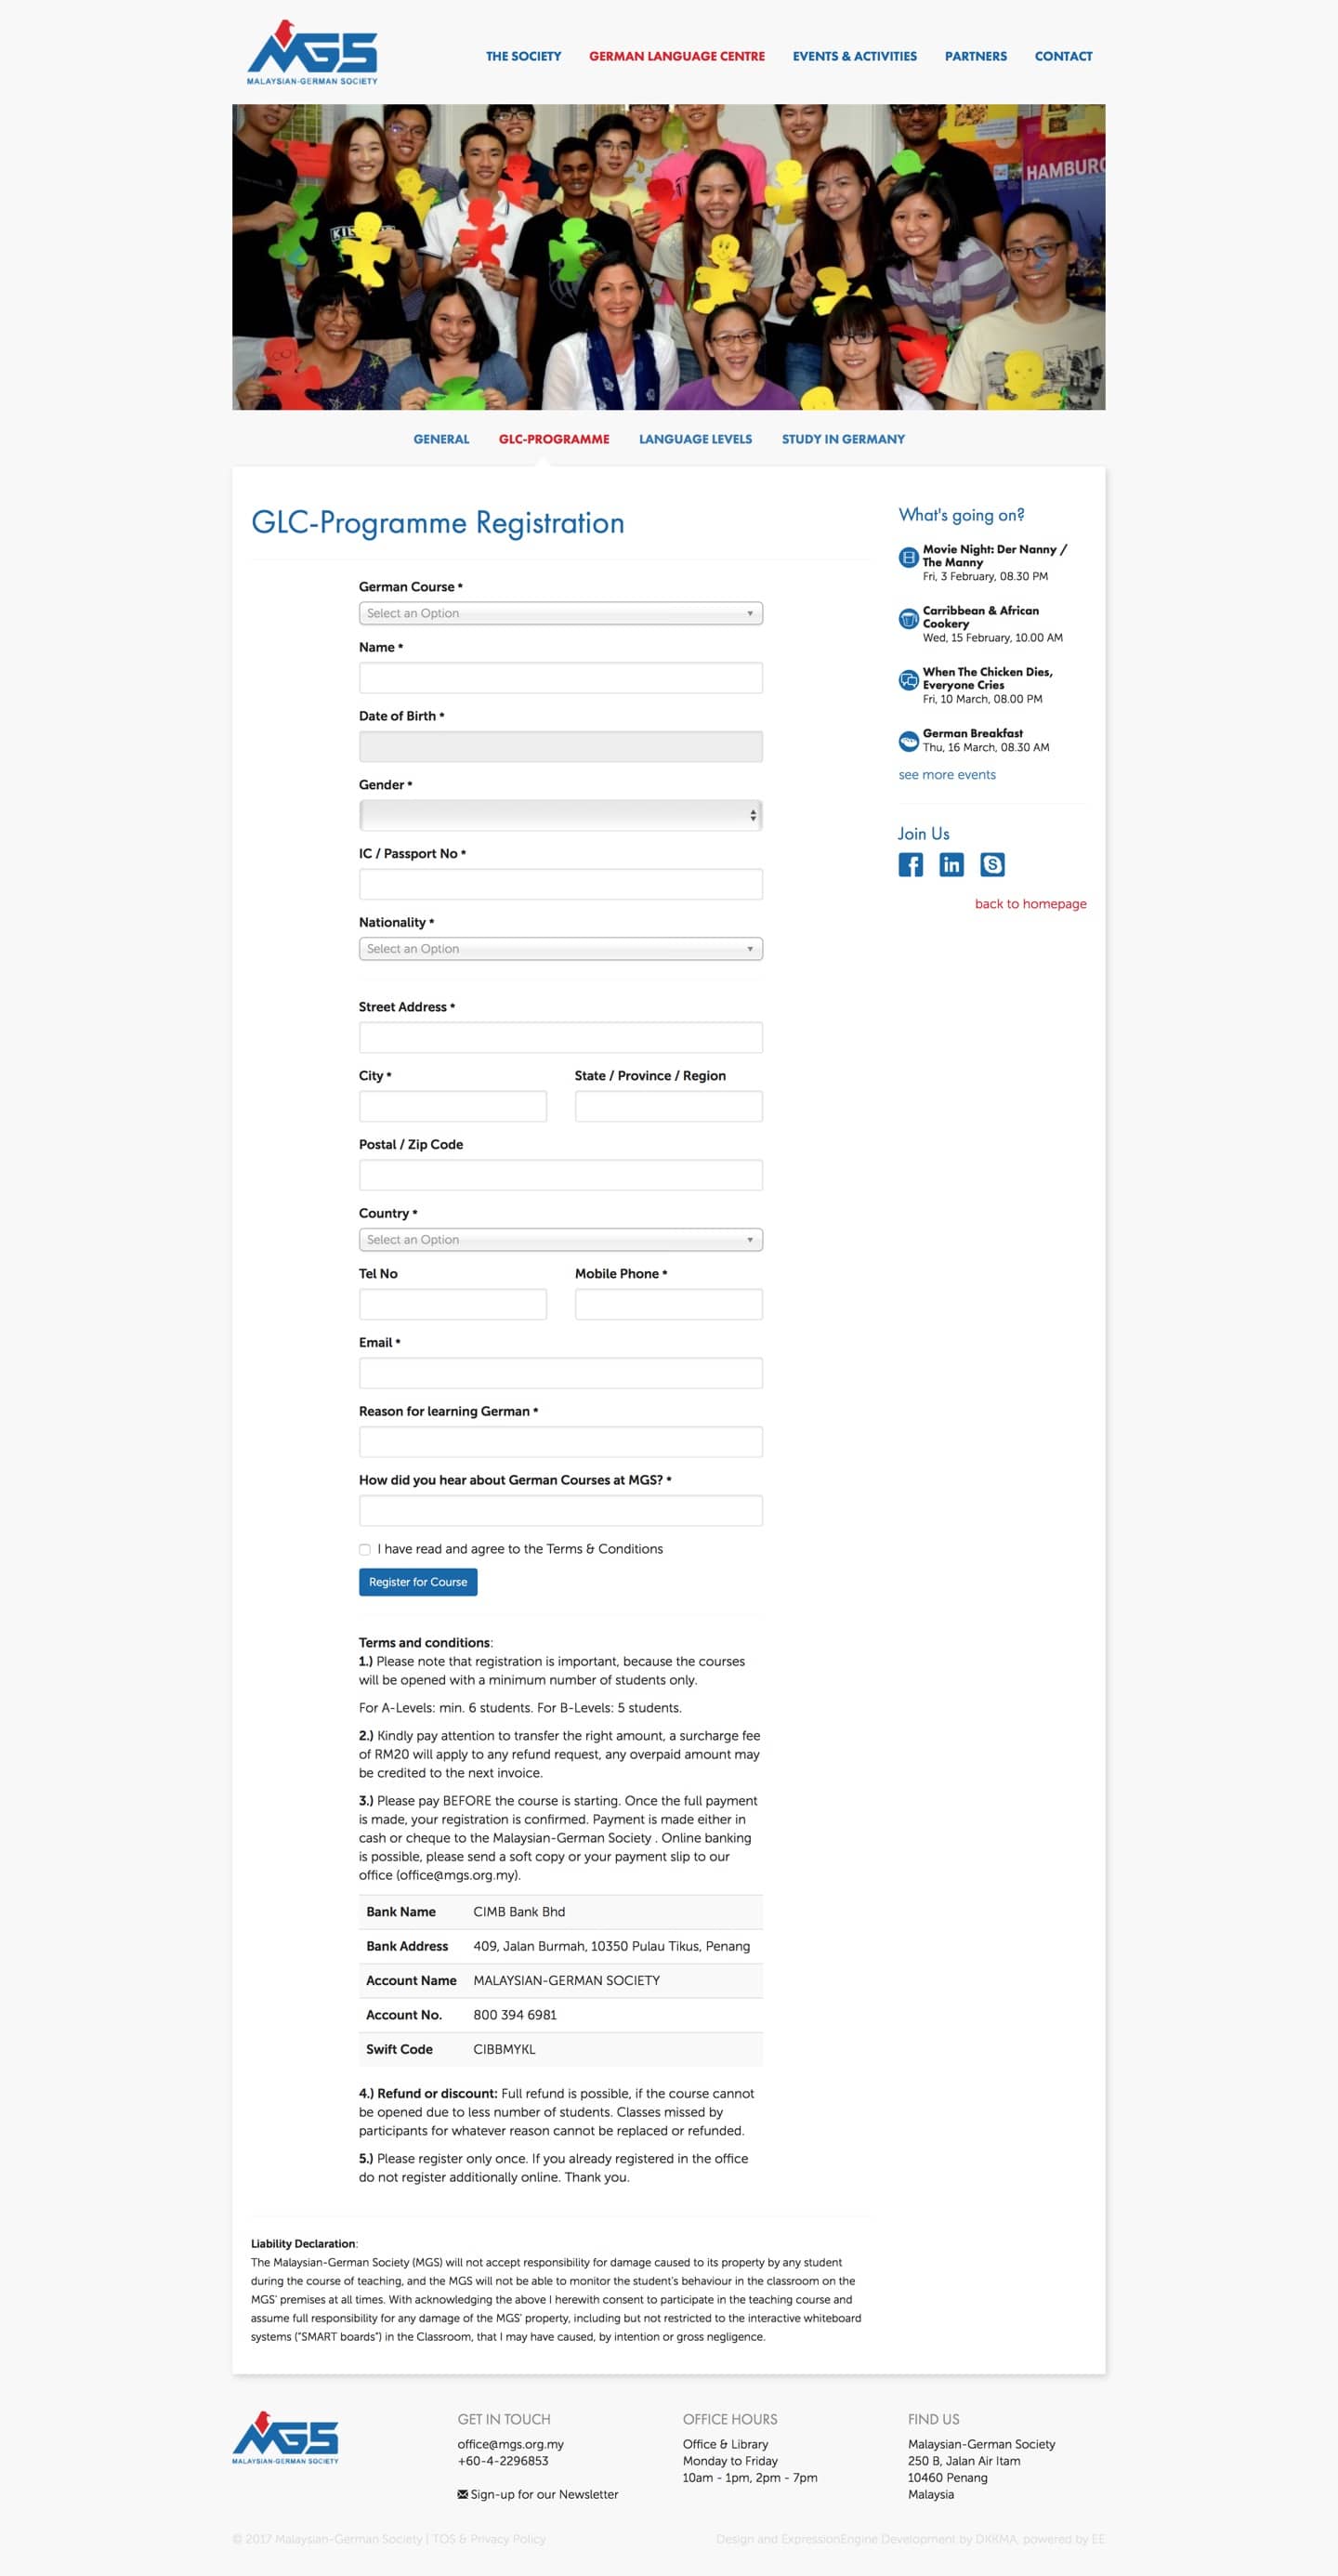 MGS
MALAYSIAN-GERMAN SOCIETY
THE SOCIETY
GERMAN LANGUAGE CENTRE
EVENTS & ACTIVITIES
PARTNERS
CONTACT
HAMBURG
GENERAL
GLC-PROGRAMME
LANGUAGE LEVELS
STUDY IN GERMANY
GLC-Programme Registration
German Course *
Select an Option
Name *
Date of Birth *
Gender *
IC / Passport No *
Nationality *
Select an Option
Street Address *
City *
State / Province / Region
Postal / Zip Code
Country *
Select an Option
Tel No
Mobile Phone *
Email *
Reason for learning German *
How did you hear about German Courses at MGS? *
I have read and agree to the Terms & Conditions
Register for Course
Terms and conditions:
1.) Please note that registration is important, because the courses
will be opened with a minimum number of students only.
For A-Levels: min. 6 students. For B-Levels: 5 students.
2.) Kindly pay attention to transfer the right amount, a surcharge fee
of RM20 will apply to any refund request, any overpaid amount may
be credited to the next invoice.
3.) Please pay BEFORE the course is starting. Once the full payment
is made, your registration is confirmed. Payment is made either in
cash or cheque to the Malaysian-German Society . Online banking
is possible, please send a soft copy or your payment slip to our
office (office@mgs.org.my).
Bank Name CIMB Bank Bhd
Bank Address 409, Jalan Burmah, 10350 Pulau Tikus, Penang
Account Name MALAYSIAN-GERMAN SOCIETY
Account No. 800 394 6981
Swift Code CIBBMYKL
4.) Refund or discount: Full refund is possible, if the course cannot
be opened due to less number of students. Classes missed by
participants for whatever reason cannot be replaced or refunded.
5.) Please register only once. If you already registered in the office
do not register additionally online. Thank you.
Liability Declaration:
The Malaysian-German Society (MGS) will not accept responsibility for damage caused to its property by any student
during the course of teaching, and the MGS will not be able to monitor the student's behaviour in the classroom on the
MGS' premises at all times. With acknowledging the above I herewith consent to participate in the teaching course and
assume full responsibility for any damage of the MGS' property, including but not restricted to the interactive whiteboard
systems ("SMART boards") in the Classroom, that I may have caused, by intention or gross negligence.
What's going on?
Movie Night: Der Nanny /
The Manny
Fri, 3 February, 08.30 PM
Carribbean & African
Cookery
Wed, 15 February, 10.00 AM
When The Chicken Dies,
Everyone Cries
Fri, 10 March, 08.00 PM
German Breakfast
Thu, 16 March, 08.30 AM
see more events
Join Us
back to homepage
MGS
MALAYSIAN-GERMAN SOCIETY
GET IN TOUCH
office@mgs.org.my
+60-4-2296853
Sign-up for our Newsletter
OFFICE HOURS
Office & Library
Monday to Friday
10am - 1pm, 2pm - 7pm
FIND US
Malaysian-German Society
250 B, Jalan Air Itam
10460 Penang
Malaysia
© 2017 Malaysian-German Society | TOS & Privacy Policy
Design and ExpressionEngine Development by DKKMA, powered by EE